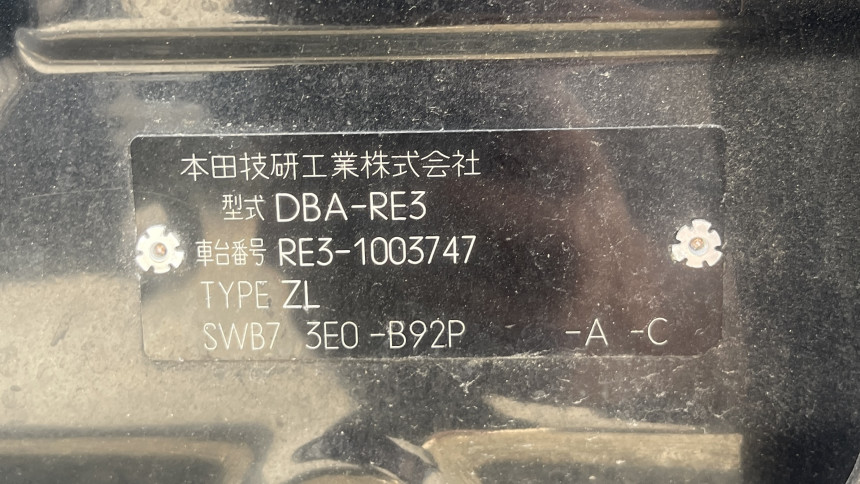 本田技研工業株式会社
型式 DBA-RE3
車台番号 RE3-1003747
TYPE ZL
SWB7 3E0 -B92P -A -C